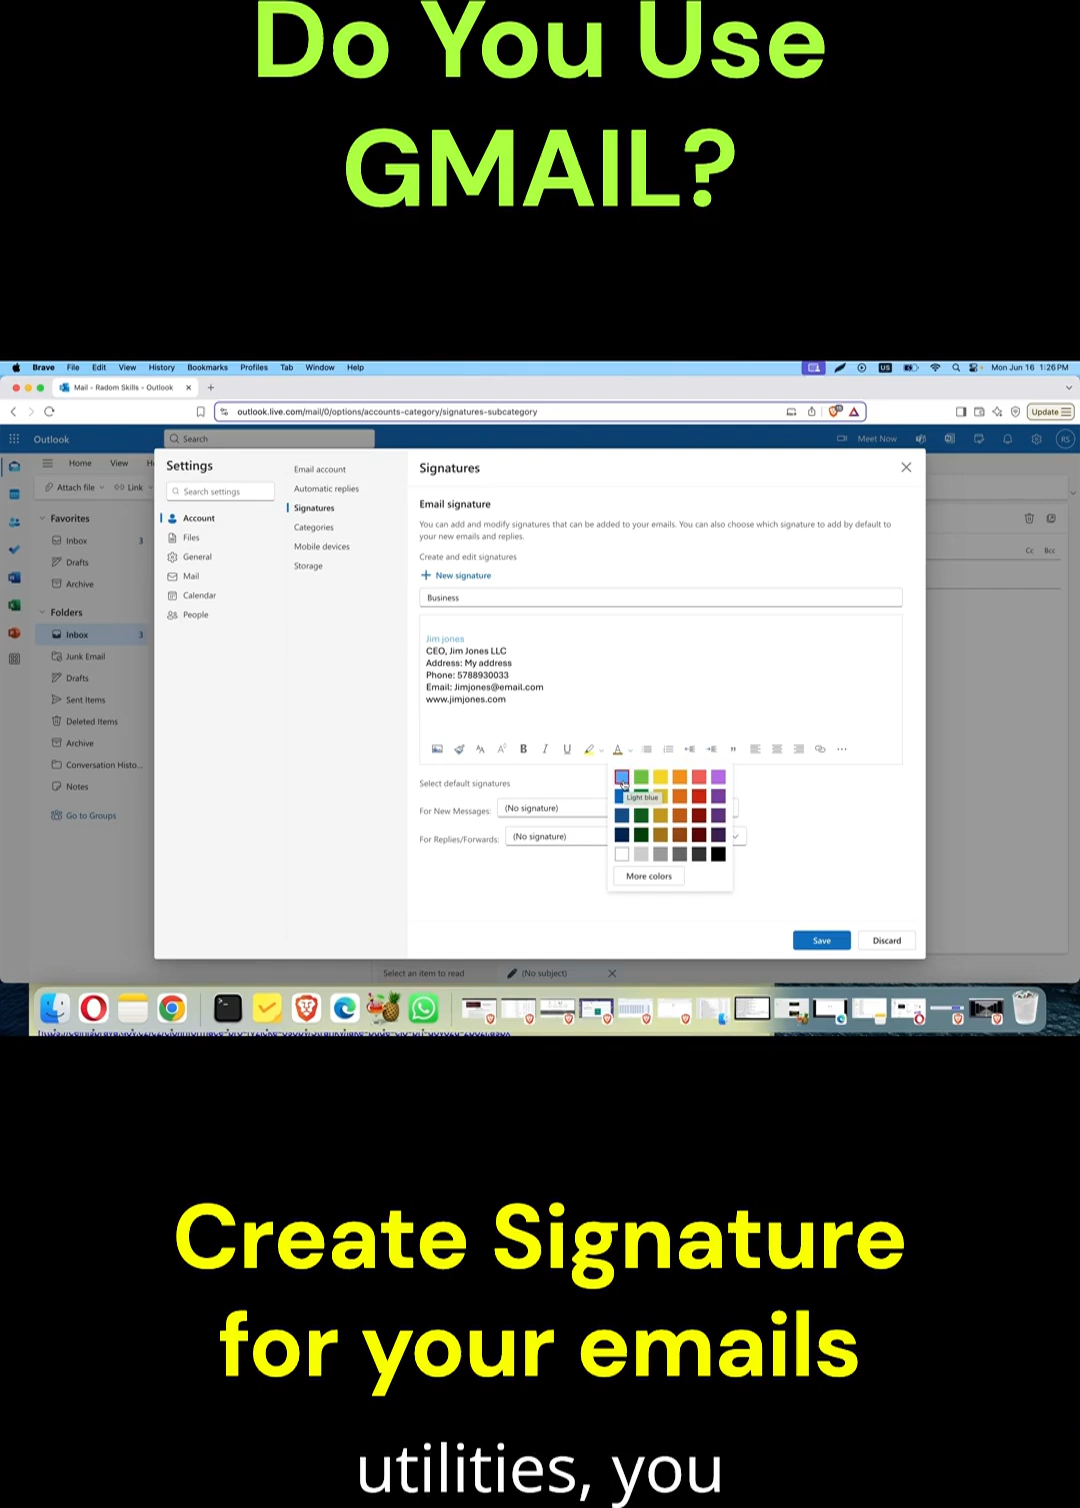 Do You Use
GMAIL?
Brave File Edit View History Bookmarks Profiles Tab Window Help
US
Mon Jun 16 1:26 PM
Mail - Radom Skills - Outlook
outlook.live.com/mail/0/options/accounts-category/signatures-subcategory
Update
Outlook
Search
Meet Now
RS
Home View
Attach file
Link
Favorites
Inbox 3
Drafts
Archive
Folders
Inbox 3
Junk Email
Drafts
Sent Items
Deleted Items
Archive
Conversation Histo...
Notes
Go to Groups
Settings
Search settings
Account
Files
General
Mail
Calendar
People
Email account
Automatic replies
Signatures
Categories
Mobile devices
Storage
Signatures
Email signature
You can add and modify signatures that can be added to your emails. You can also choose which signature to add by default to
your new emails and replies.
Create and edit signatures
New signature
Business
Jim jones
CEO, Jim Jones LLC
Address: My address
Phone: 5788930033
Email: Jimjones@email.com
www.jimjones.com
Select default signatures
Light blue
For New Messages: (No signature)
For Replies/Forwards: (No signature)
More colors
Save
Discard
Cc Bcc
Select an item to read
(No subject)
Create Signature
for your emails
utilities, you